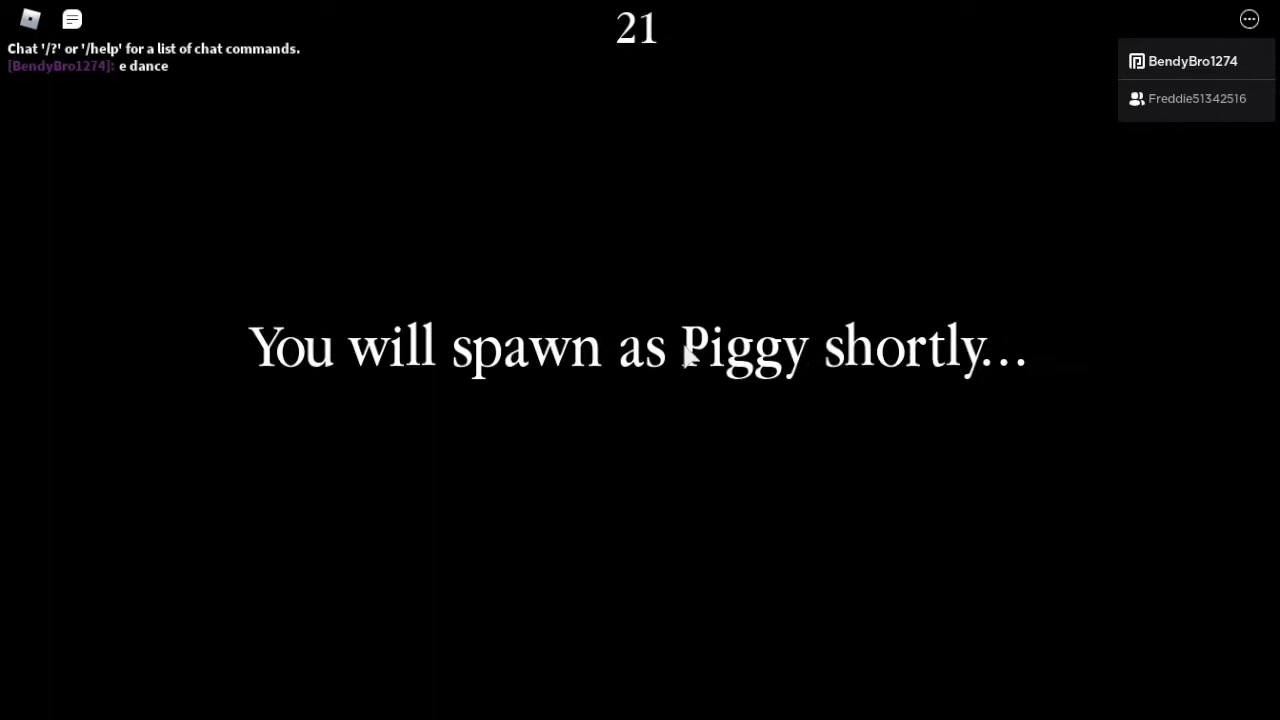 21
Chat '/?' or '/help' for a list of chat commands.
[BendyBro1274]: e dance
BendyBro1274
Freddie51342516
You will spawn as Piggy shortly...